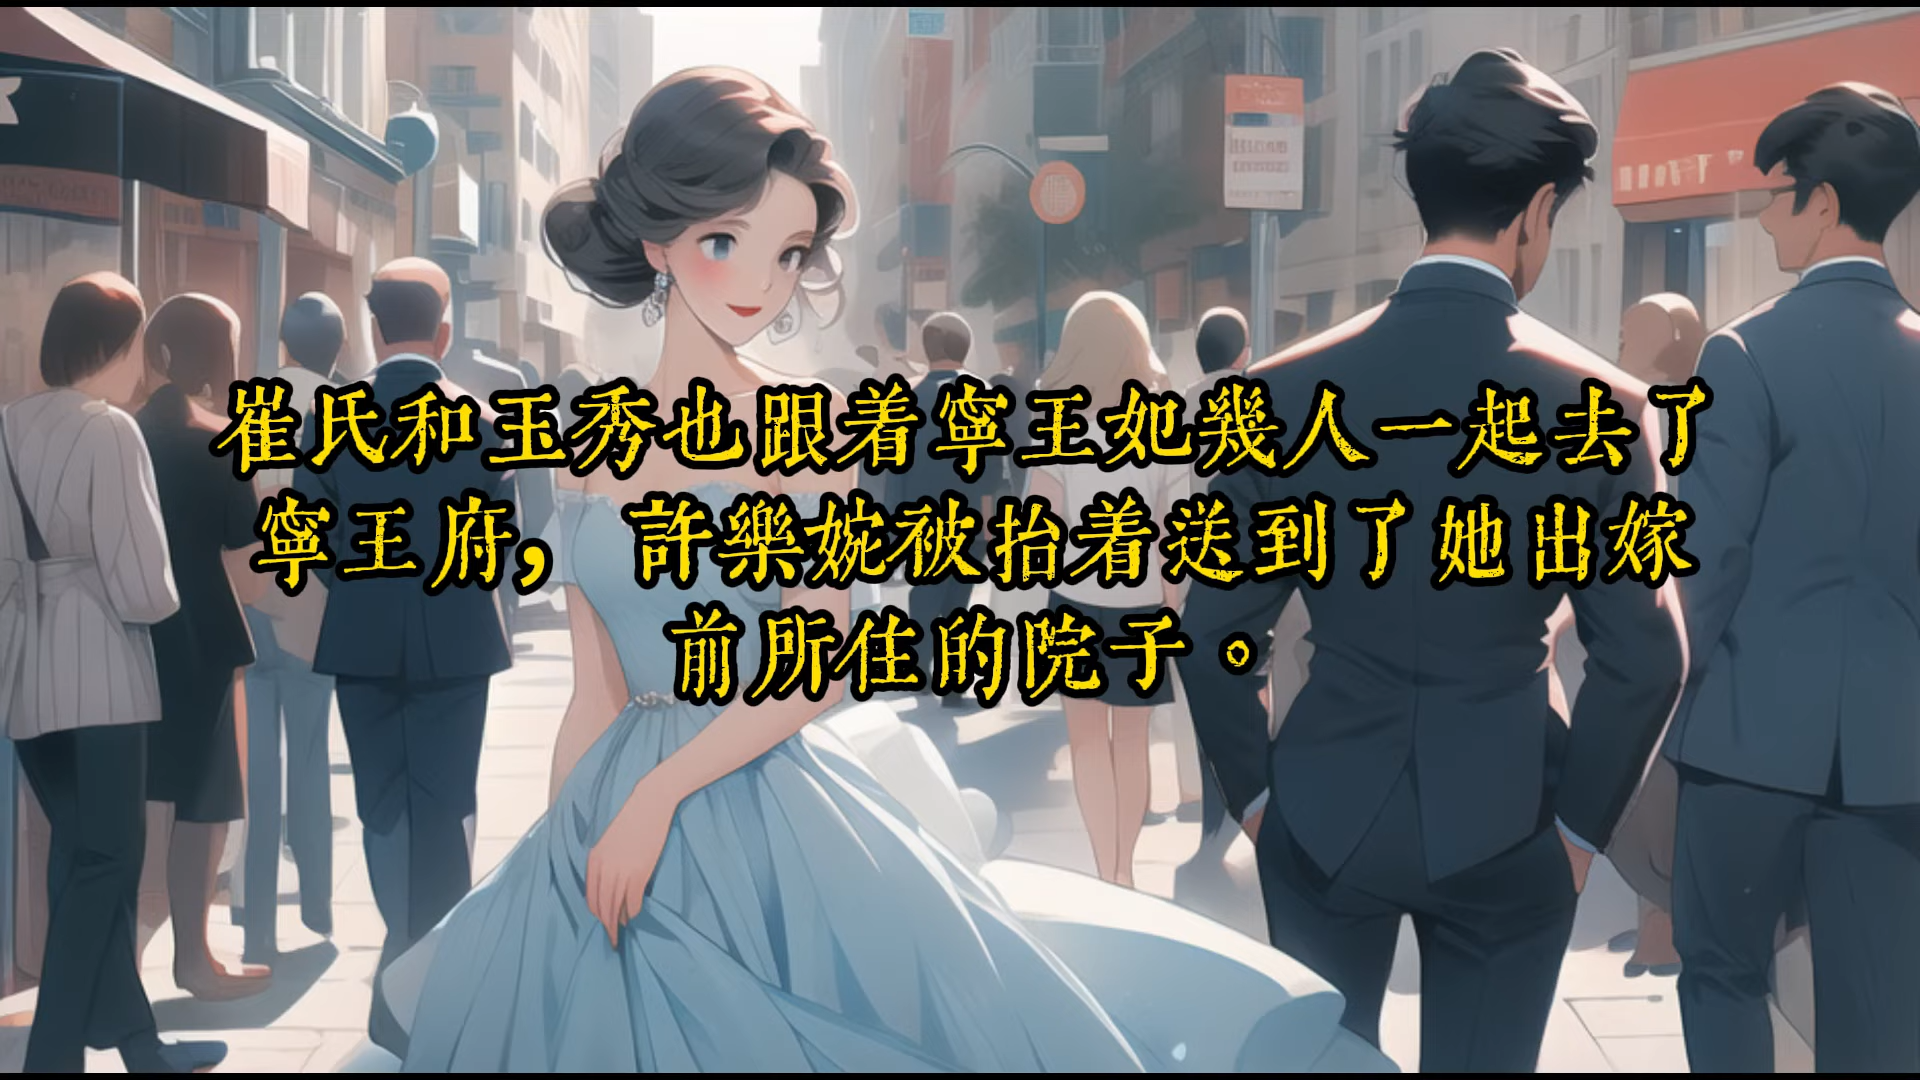 崔氏和玉秀也跟着寧王妃幾人一起去了
寧王府，許樂婉被抬着送到了她出嫁
前所住的院子。